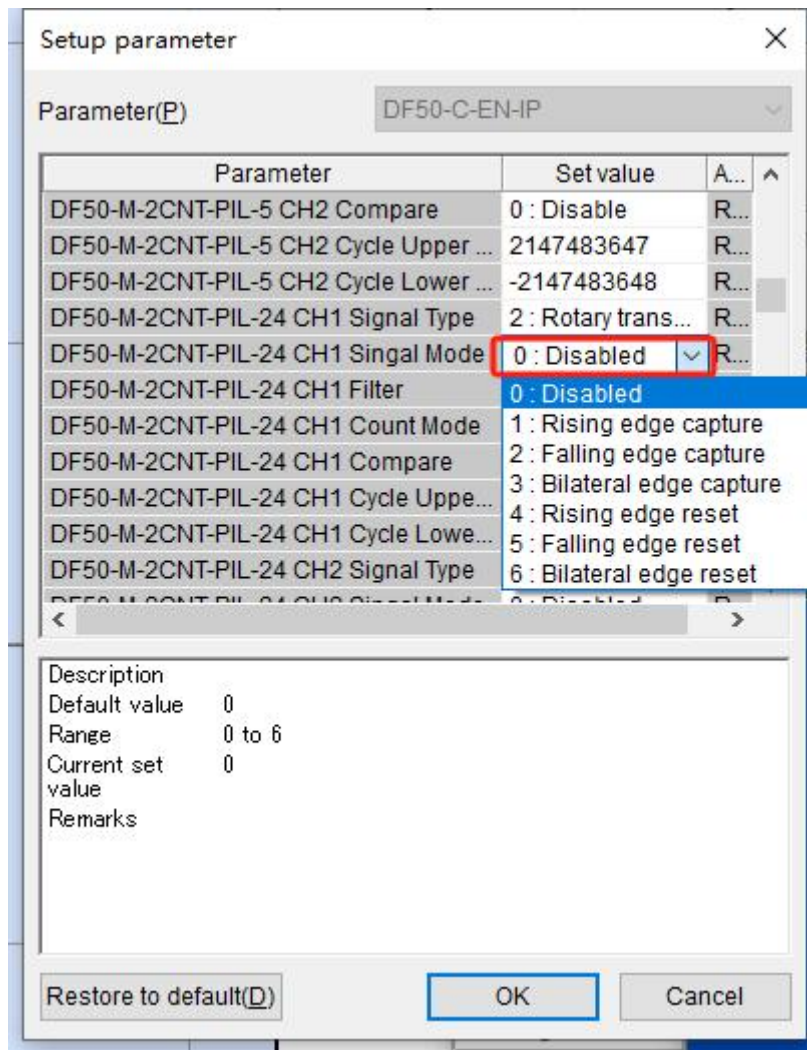 Setup parameter
Parameter(P) DF50-C-EN-IP
Parameter Set value A...
DF50-M-2CNT-PIL-5 CH2 Compare 0 : Disable R...
DF50-M-2CNT-PIL-5 CH2 Cycle Upper ... 2147483647 R...
DF50-M-2CNT-PIL-5 CH2 Cycle Lower ... -2147483648 R...
DF50-M-2CNT-PIL-24 CH1 Signal Type 2 : Rotary trans... R...
DF50-M-2CNT-PIL-24 CH1 Singal Mode 0 : Disabled R...
DF50-M-2CNT-PIL-24 CH1 Filter 0 : Disabled
DF50-M-2CNT-PIL-24 CH1 Count Mode 1 : Rising edge capture
DF50-M-2CNT-PIL-24 CH1 Compare 2 : Falling edge capture
3 : Bilateral edge capture
DF50-M-2CNT-PIL-24 CH1 Cycle Uppe... 4 : Rising edge reset
DF50-M-2CNT-PIL-24 CH1 Cycle Lowe... 5 : Falling edge reset
DF50-M-2CNT-PIL-24 CH2 Signal Type 6 : Bilateral edge reset
Description
Default value 0
Range 0 to 6
Current set 0
value
Remarks
Restore to default(D) OK Cancel